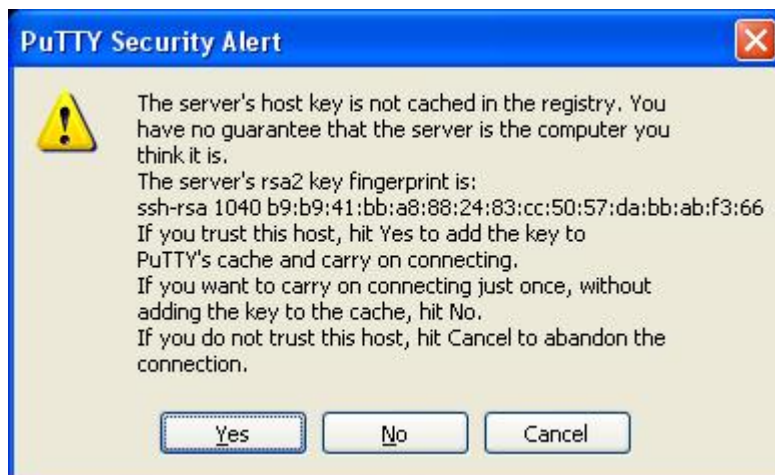 PuTTY Security Alert
The server's host key is not cached in the registry. You
have no guarantee that the server is the computer you
think it is.
The server's rsa2 key fingerprint is:
ssh-rsa 1040 b9:b9:41:bb:a8:88:24:83:cc:50:57:da:bb:ab:f3:66
If you trust this host, hit Yes to add the key to
PuTTY's cache and carry on connecting.
If you want to carry on connecting just once, without
adding the key to the cache, hit No.
If you do not trust this host, hit Cancel to abandon the
connection.
Yes No Cancel